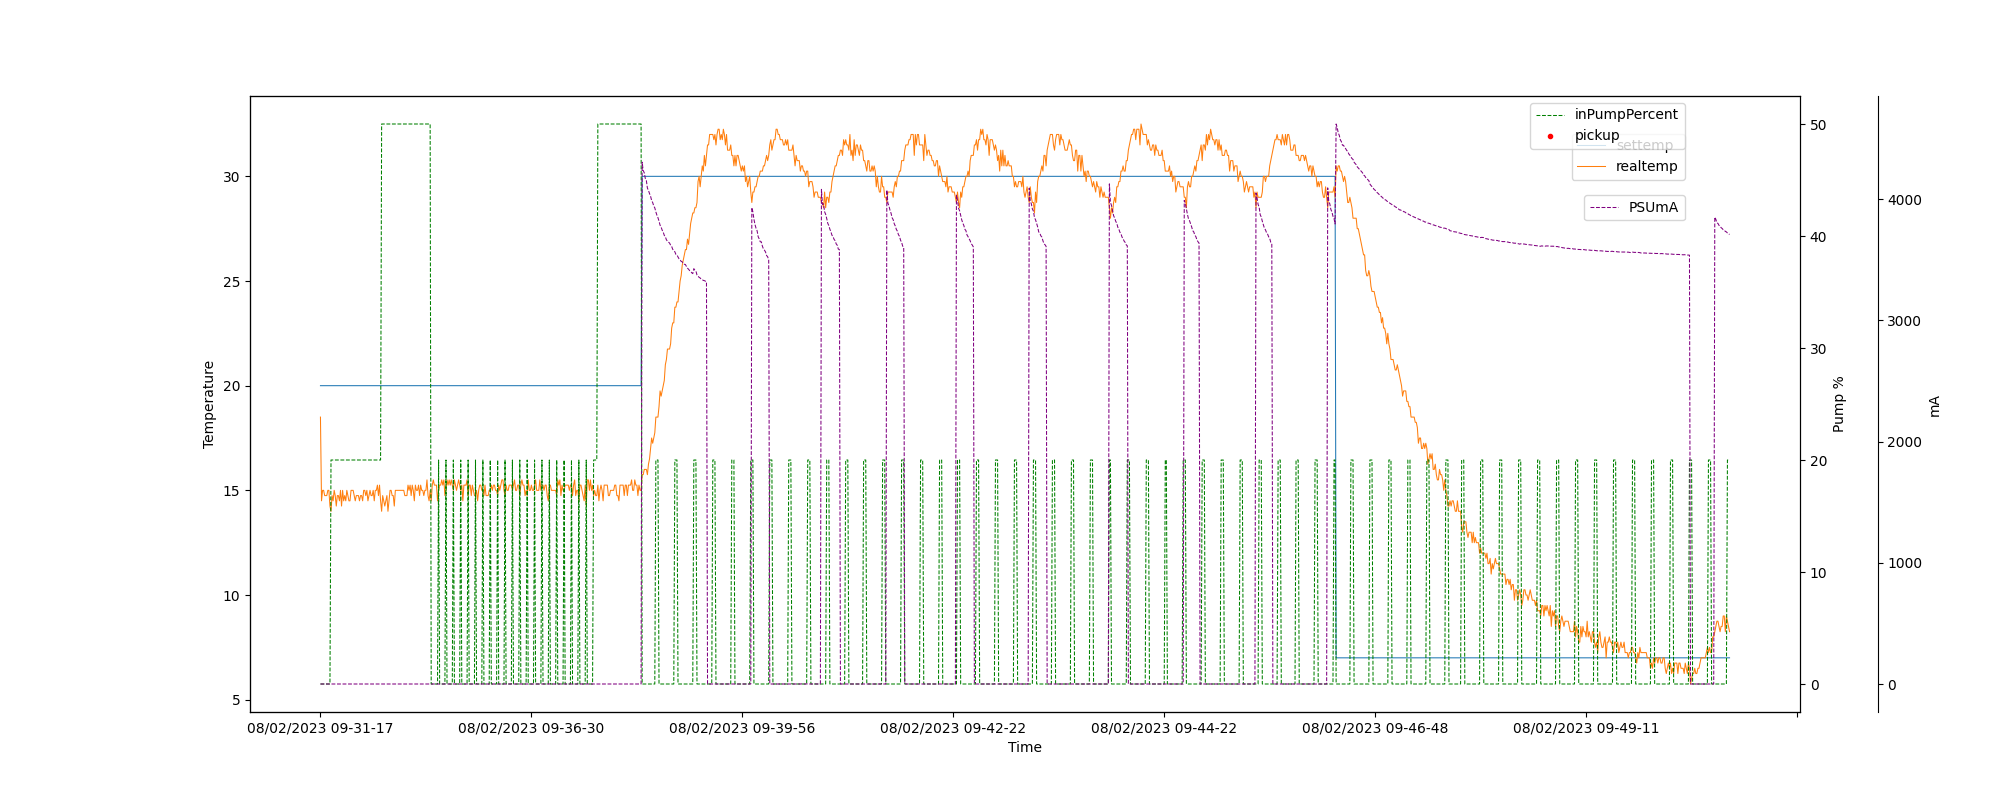 inPumpPercent
pickup
settemp
realtemp
PSUmA
30
25
20
15
10
5
Temperature
50
40
30
20
10
0
Pump %
4000
3000
2000
1000
0
mA
08/02/2023 09-31-17
08/02/2023 09-36-30
08/02/2023 09-39-56
08/02/2023 09-42-22
08/02/2023 09-44-22
08/02/2023 09-46-48
08/02/2023 09-49-11
Time